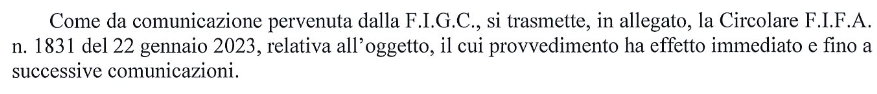 Come da comunicazione pervenuta dalla F.I.G.C., si trasmette, in allegato, la Circolare F.I.F.A.
n. 1831 del 22 gennaio 2023, relativa all’oggetto, il cui provvedimento ha effetto immediato e fino a
successive comunicazioni.